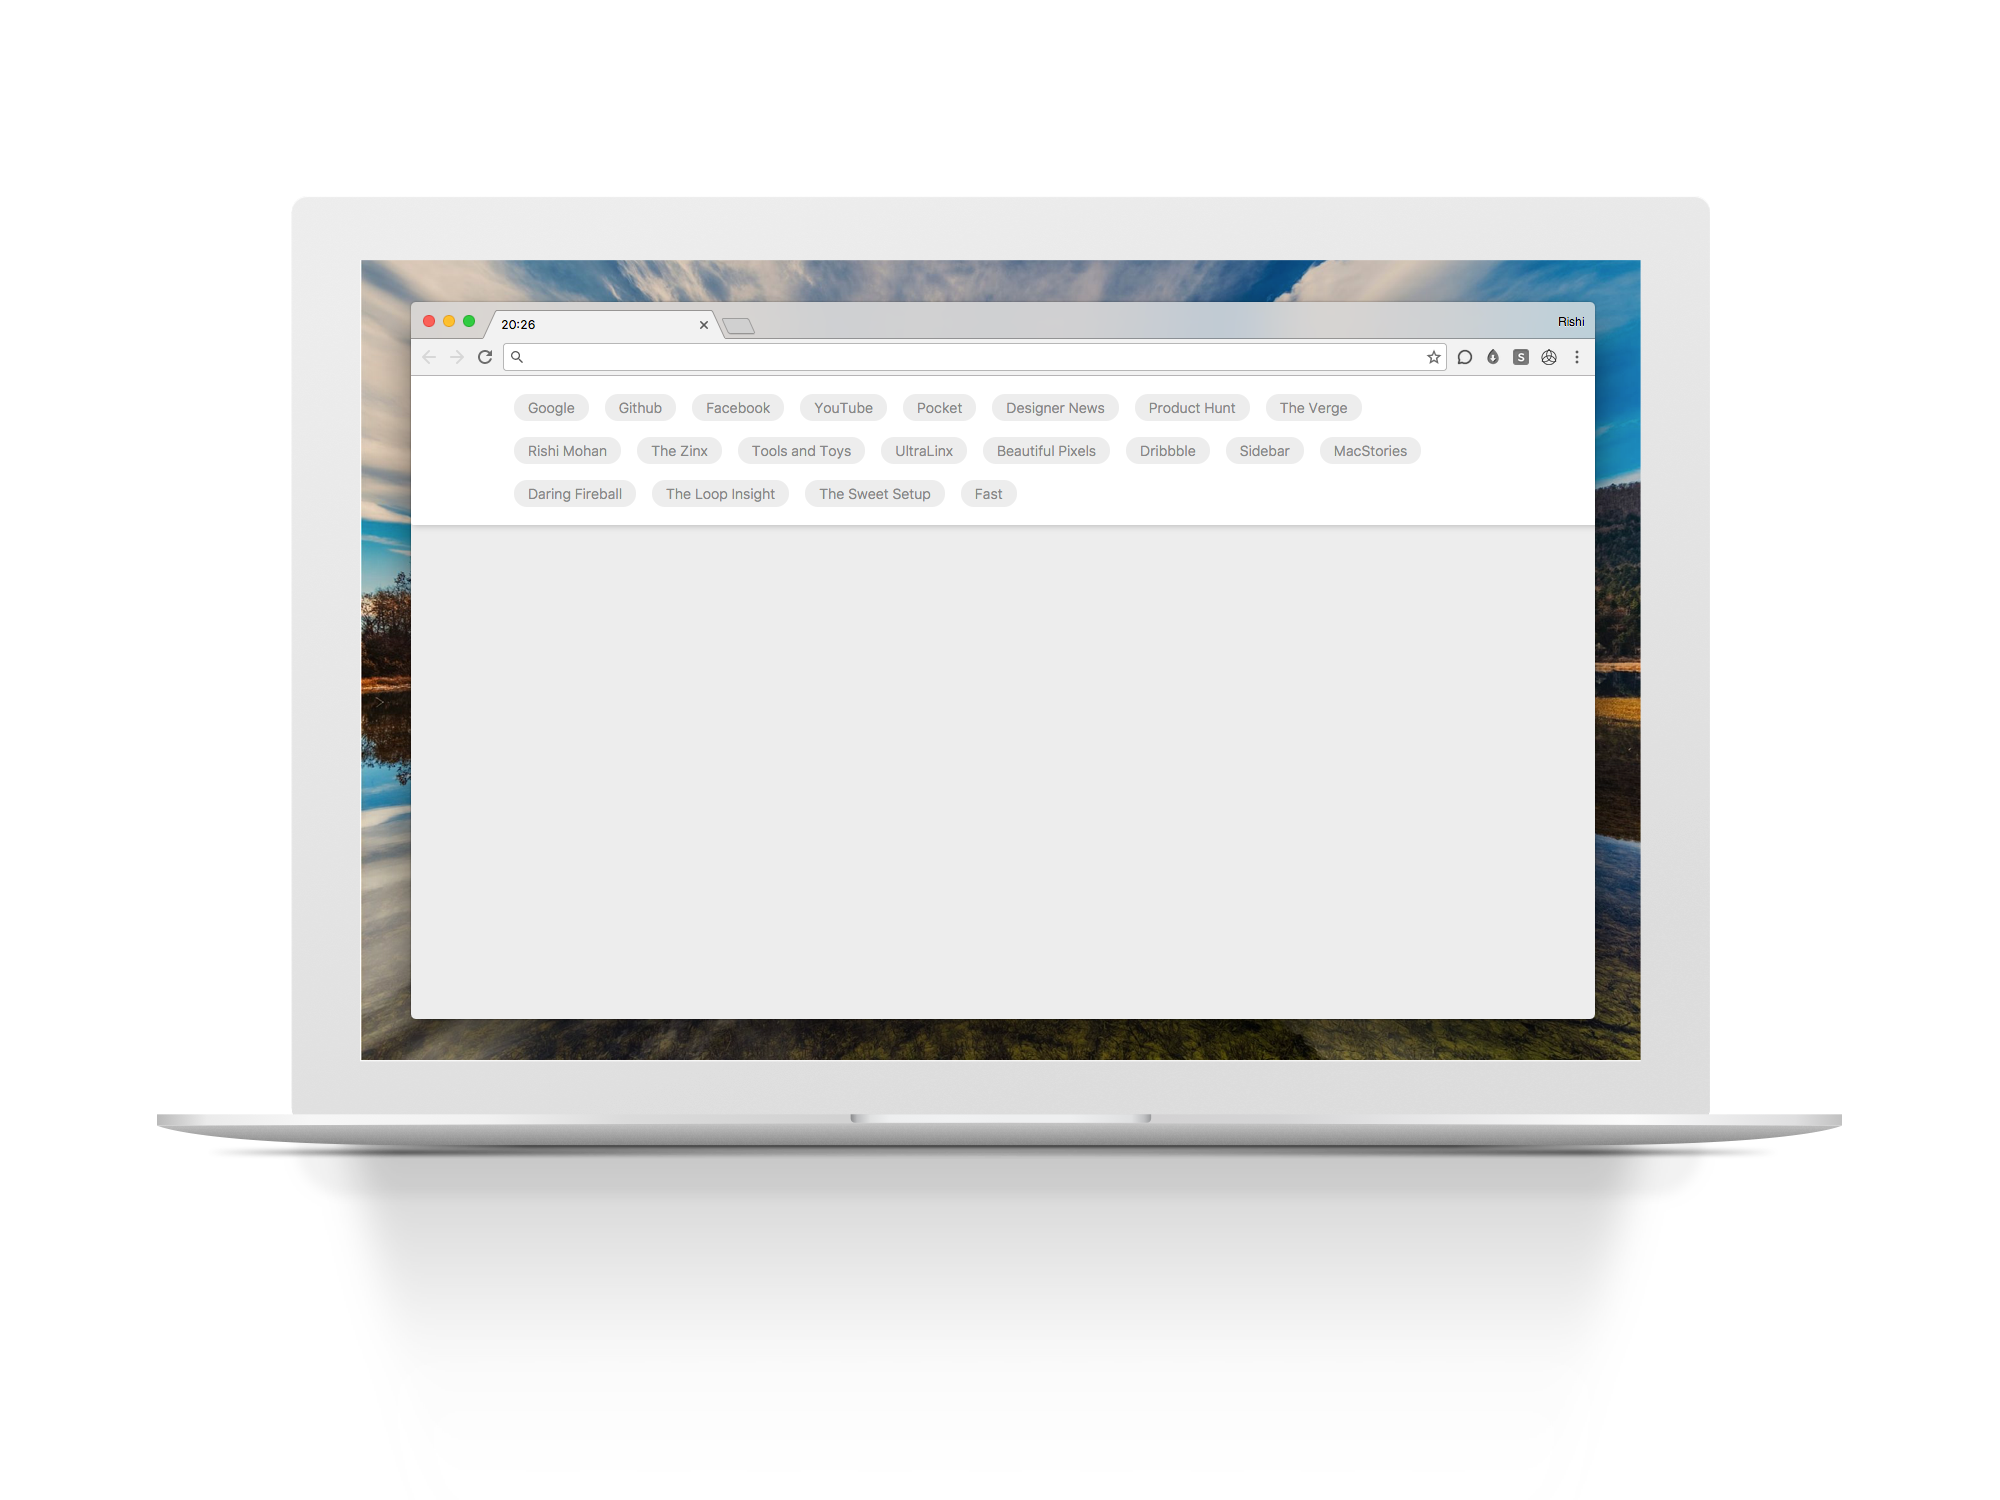 20:26 Rishi
S
Google Github Facebook YouTube Pocket Designer News Product Hunt The Verge
Rishi Mohan The Zinx Tools and Toys UltraLinx Beautiful Pixels Dribbble Sidebar MacStories
Daring Fireball The Loop Insight The Sweet Setup Fast